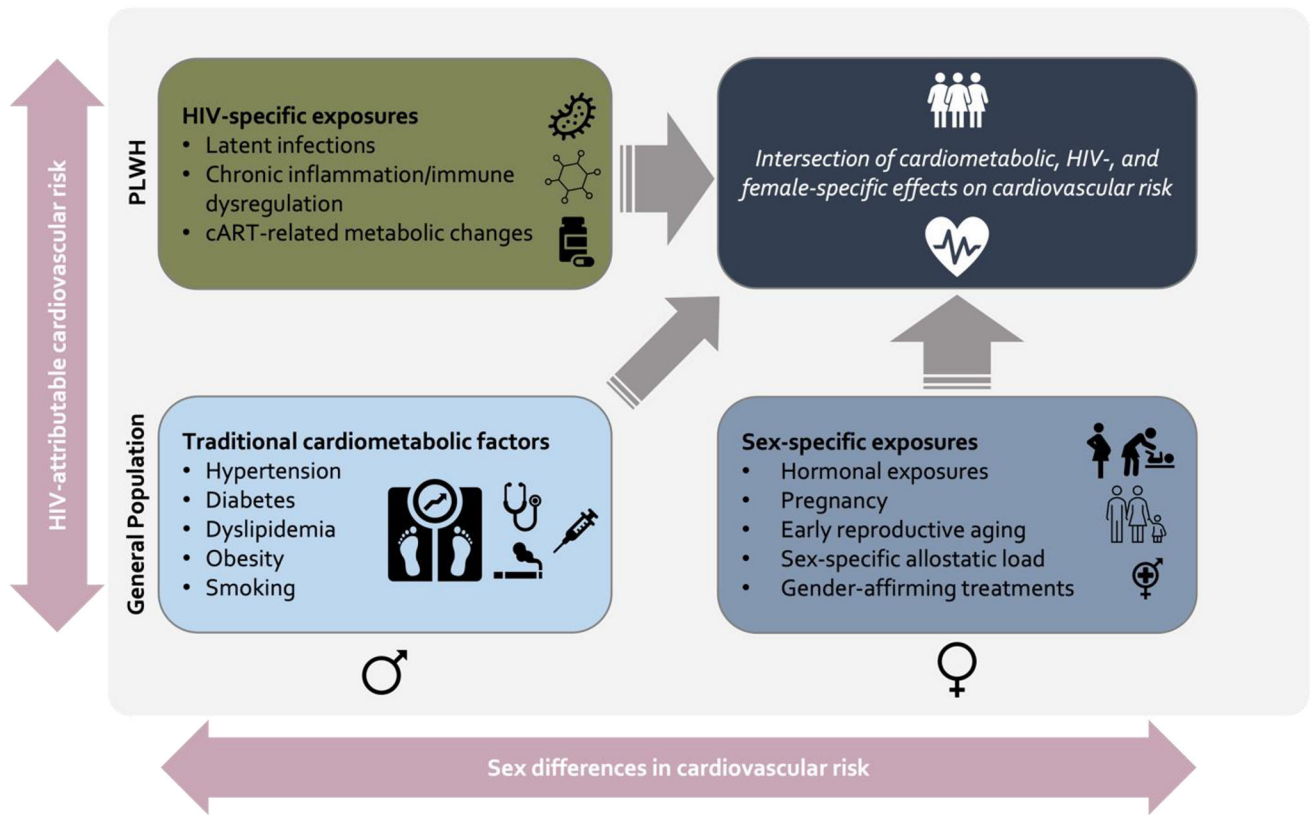 HIV-attributable cardiovascular risk
PLWH
HIV-specific exposures
• Latent infections
• Chronic inflammation/immune
dysregulation
• cART-related metabolic changes
Intersection of cardiometabolic, HIV-, and
female-specific effects on cardiovascular risk
General Population
Traditional cardiometabolic factors
• Hypertension
• Diabetes
• Dyslipidemia
• Obesity
• Smoking
Sex-specific exposures
• Hormonal exposures
• Pregnancy
• Early reproductive aging
• Sex-specific allostatic load
• Gender-affirming treatments
Sex differences in cardiovascular risk